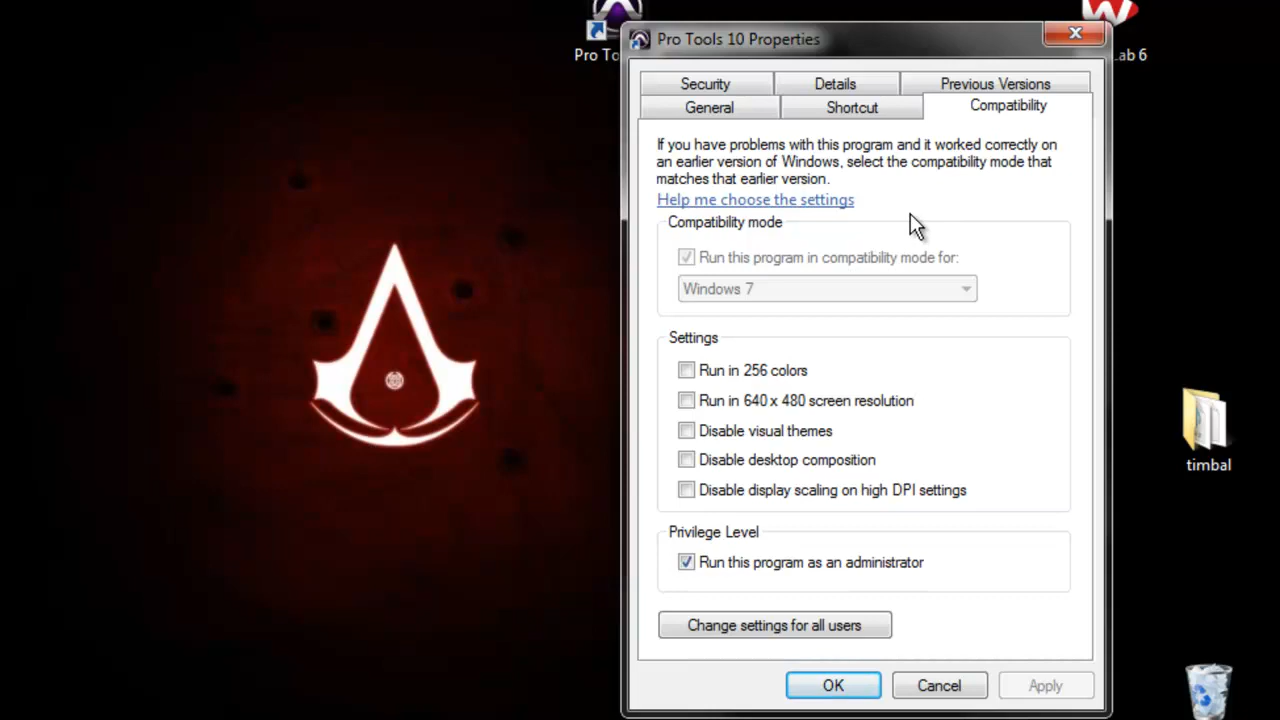 Pro To
ab 6
Pro Tools 10 Properties
Security
Details
Previous Versions
General
Shortcut
Compatibility
If you have problems with this program and it worked correctly on
an earlier version of Windows, select the compatibility mode that
matches that earlier version.
Help me choose the settings
Compatibility mode
Run this program in compatibility mode for:
Windows 7
Settings
Run in 256 colors
Run in 640 x 480 screen resolution
Disable visual themes
Disable desktop composition
Disable display scaling on high DPI settings
Privilege Level
Run this program as an administrator
Change settings for all users
OK
Cancel
Apply
timbal